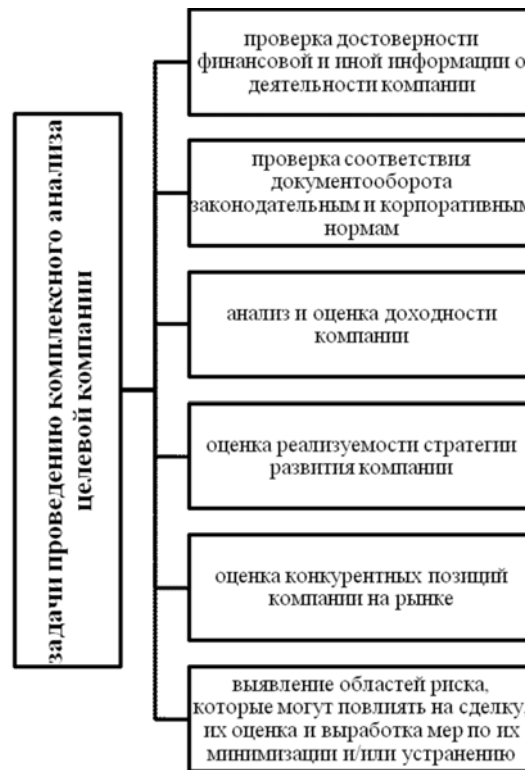 задачи проведению комплексного анализа
целевой компании
проверка достоверности
финансовой и иной информации о
деятельности компании
проверка соответствия
документооборота
законодательным и корпоративным
нормам
анализ и оценка доходности
компании
оценка реализуемости стратегии
развития компании
оценка конкурентных позиций
компании на рынке
выявление областей риска,
которые могут повлиять на сделку,
их оценка и выработка мер по их
минимизации и/или устранению